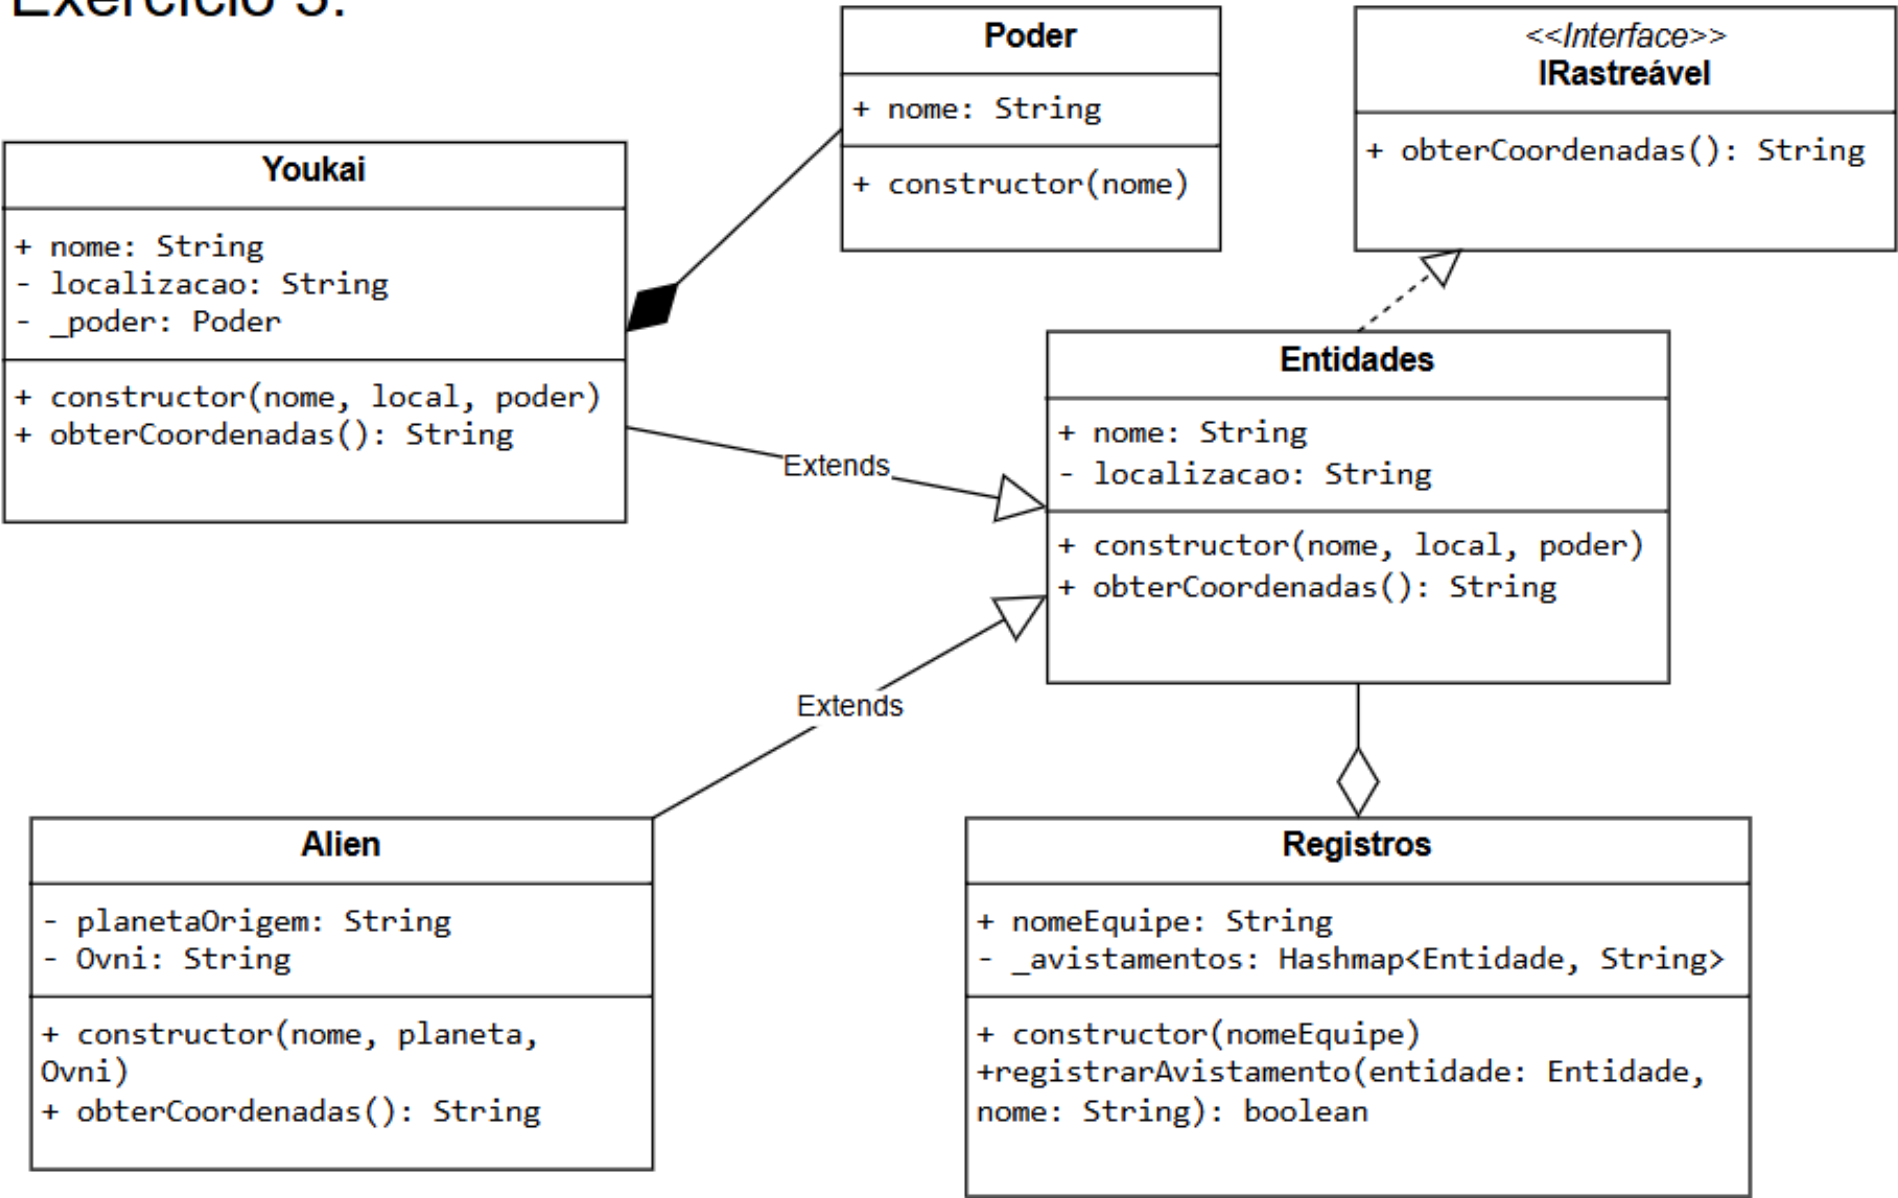 Exercício 3:
Poder
+ nome: String
+ constructor(nome)
<<Interface>>
IRastreável
+ obterCoordenadas(): String
Youkai
+ nome: String
- localizacao: String
- _poder: Poder
+ constructor(nome, local, poder)
+ obterCoordenadas(): String
Extends
Entidades
+ nome: String
- localizacao: String
+ constructor(nome, local, poder)
+ obterCoordenadas(): String
Extends
Alien
- planetaOrigem: String
- Ovni: String
+ constructor(nome, planeta,
Ovni)
+ obterCoordenadas(): String
Registros
+ nomeEquipe: String
- _avistamentos: Hashmap<Entidade, String>
+ constructor(nomeEquipe)
+registrarAvistamento(entidade: Entidade,
nome: String): boolean